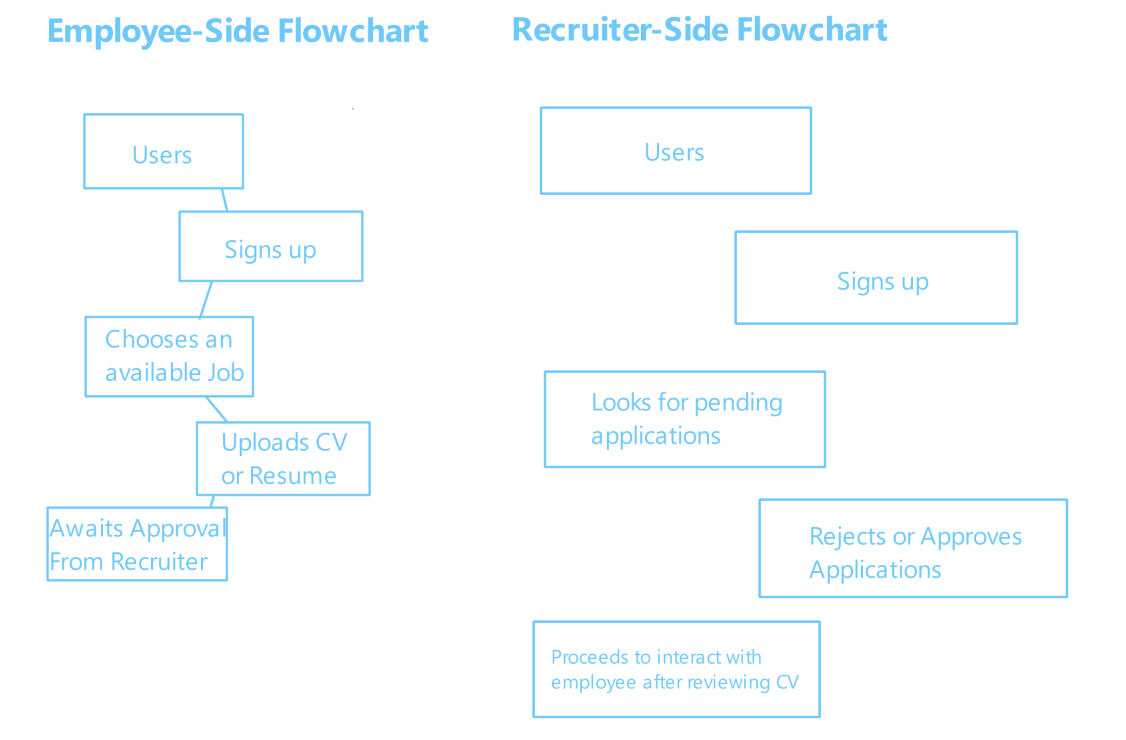 Employee-Side Flowchart
Users
Signs up
Chooses an
available Job
Uploads CV
or Resume
Awaits Approval
From Recruiter
Recruiter-Side Flowchart
Users
Signs up
Looks for pending
applications
Rejects or Approves
Applications
Proceeds to interact with
employee after reviewing CV